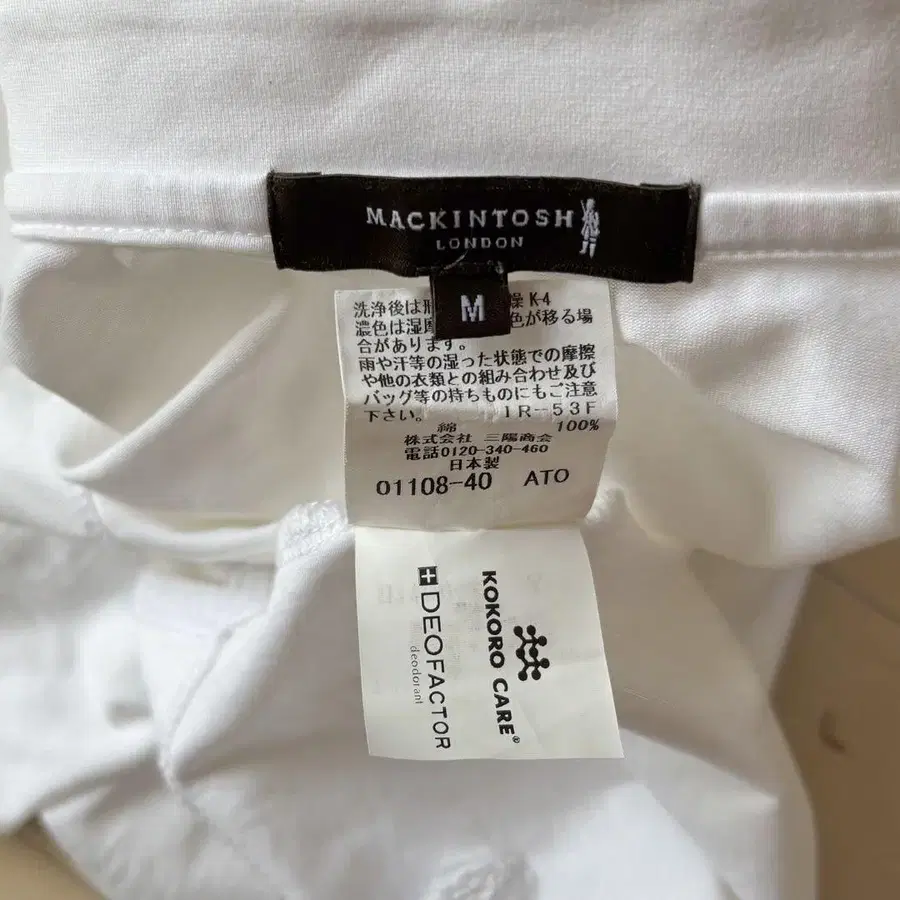 MACKINTOSH
LONDON
M
洗浄後は形 燥 K-4
濃色は湿摩 色が移る場
合があります。
雨や汗等の湿った状態での摩擦
や他の衣類との組み合わせ及び
バッグ等の持ちものにもご注意
下さい。 IR-53F
綿 100%
株式会社 三陽商会
電話0120-340-460
日本製
01108-40 ATO
KOKORO CARE®
DEOFACTOR
deodorant